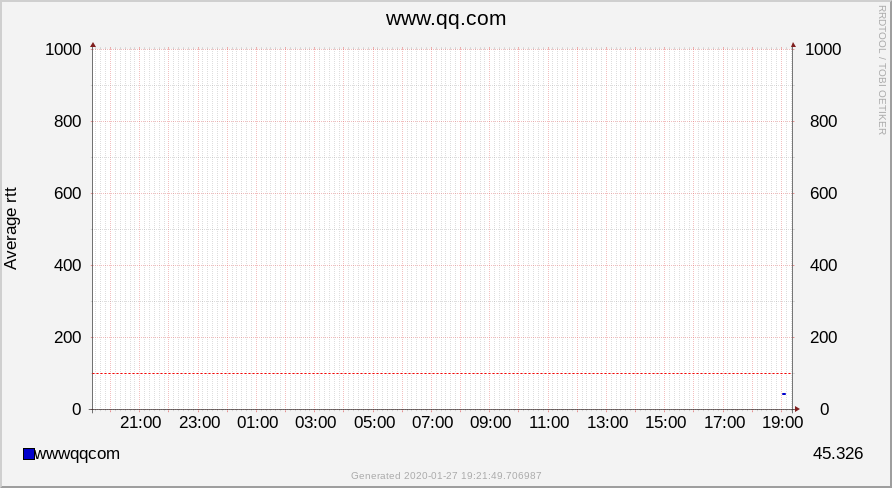 www.qq.com
RRDTOOL / TOBI OETIKER
Average rtt
1000 1000
800 800
600 600
400 400
200 200
0 0
21:00 23:00 01:00 03:00 05:00 07:00 09:00 11:00 13:00 15:00 17:00 19:00
wwwqqcom 45.326
Generated 2020-01-27 19:21:49.706987